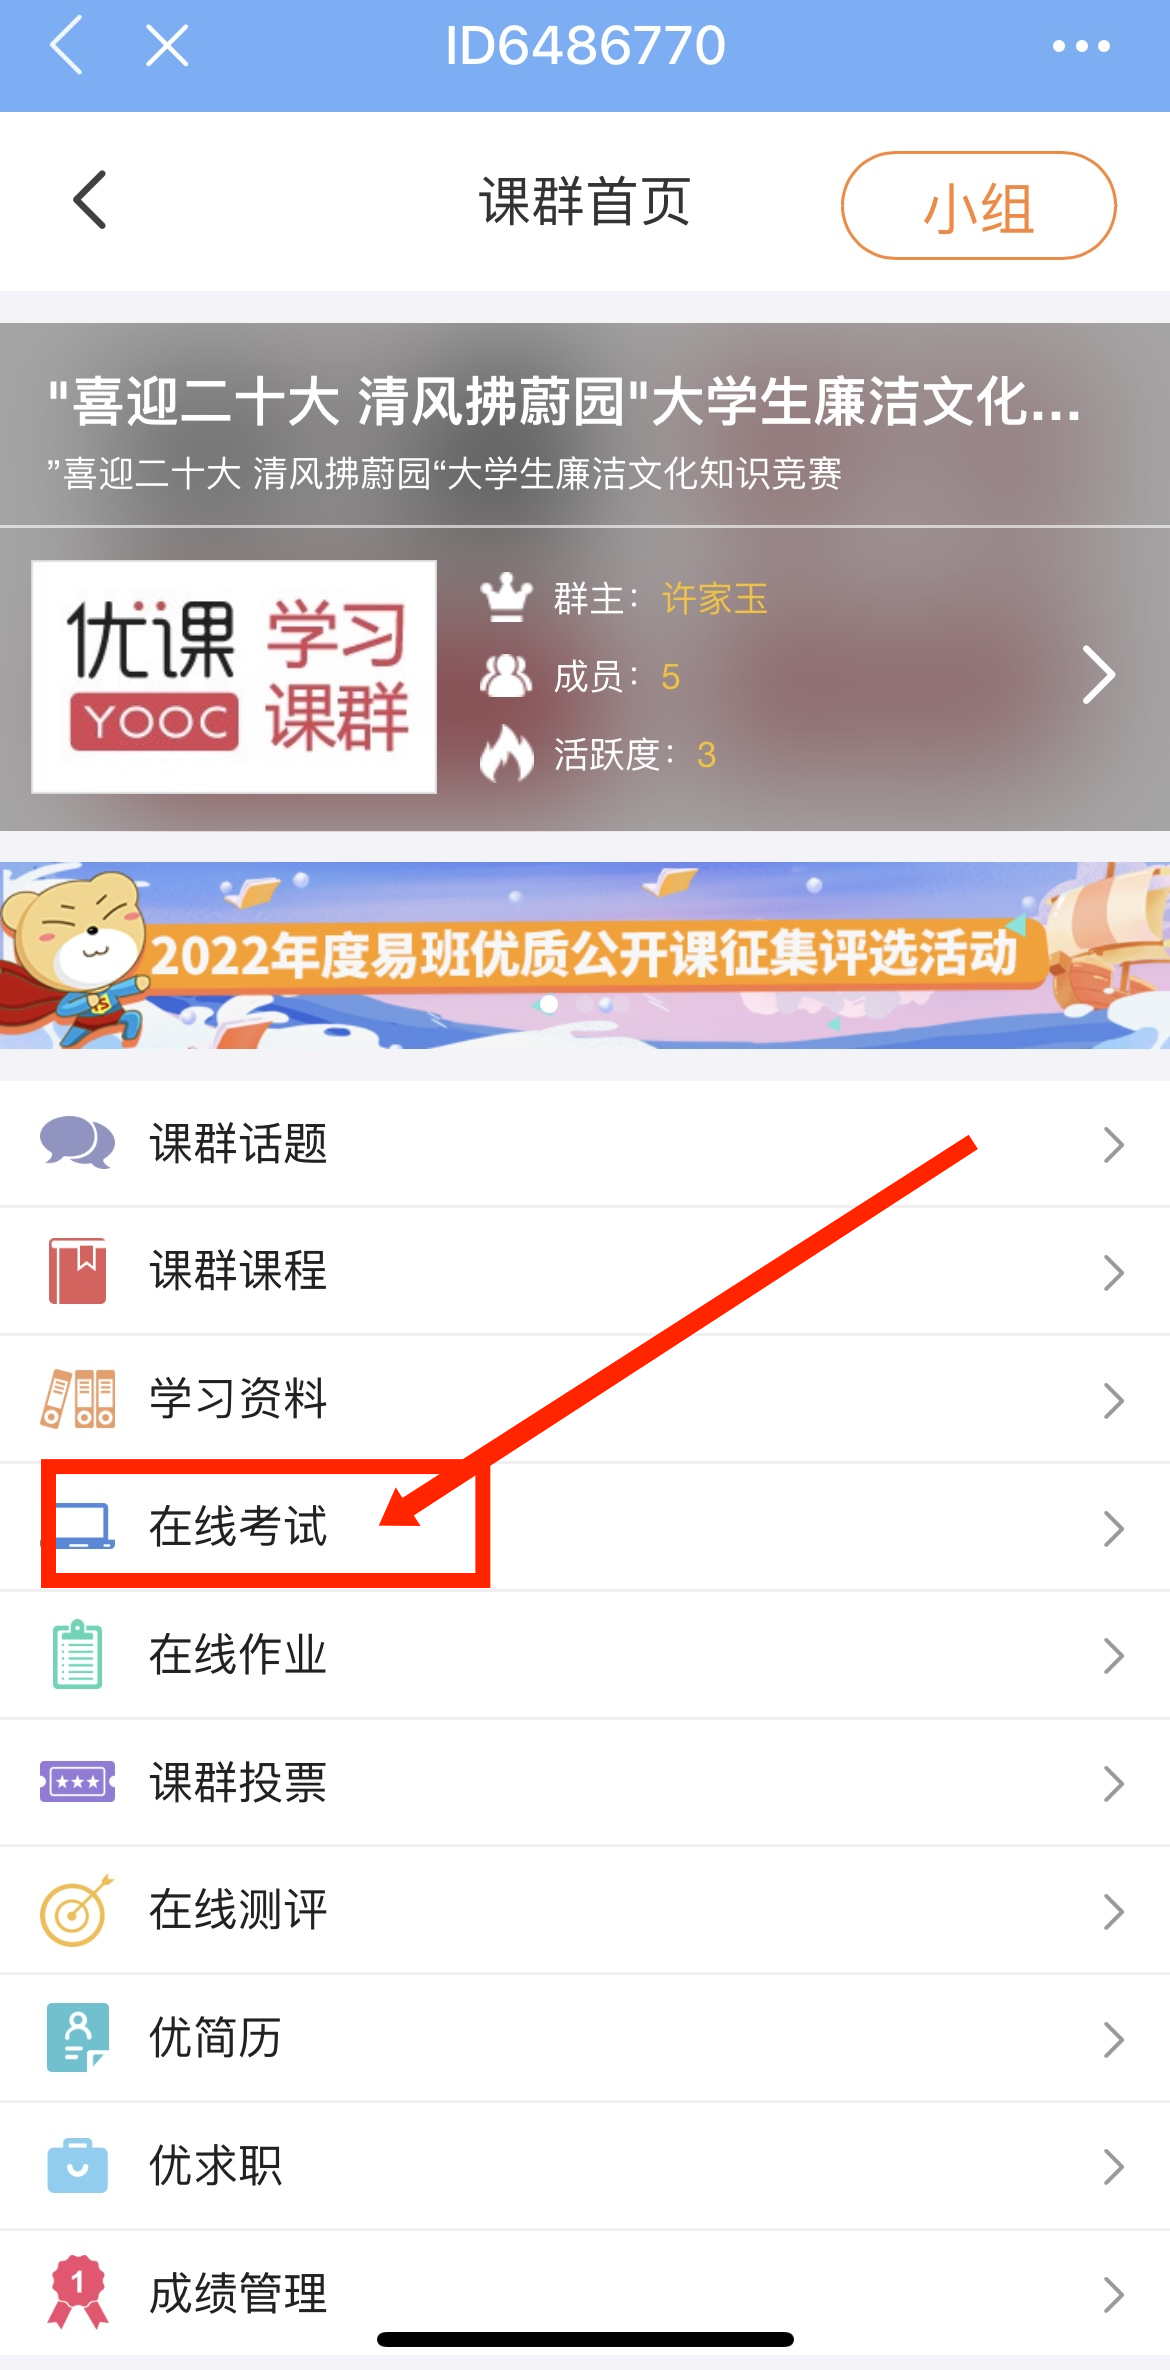 ID6486770
课群首页
小组
"喜迎二十大 清风拂蔚园"大学生廉洁文化...
”喜迎二十大 清风拂蔚园“大学生廉洁文化知识竞赛
优课 学习
YOOC 课群
群主：许家玉
成员：5
活跃度：3
2022年度易班优质公开课征集评选活动
课群话题
课群课程
学习资料
在线考试
在线作业
课群投票
在线测评
优简历
优求职
1
成绩管理